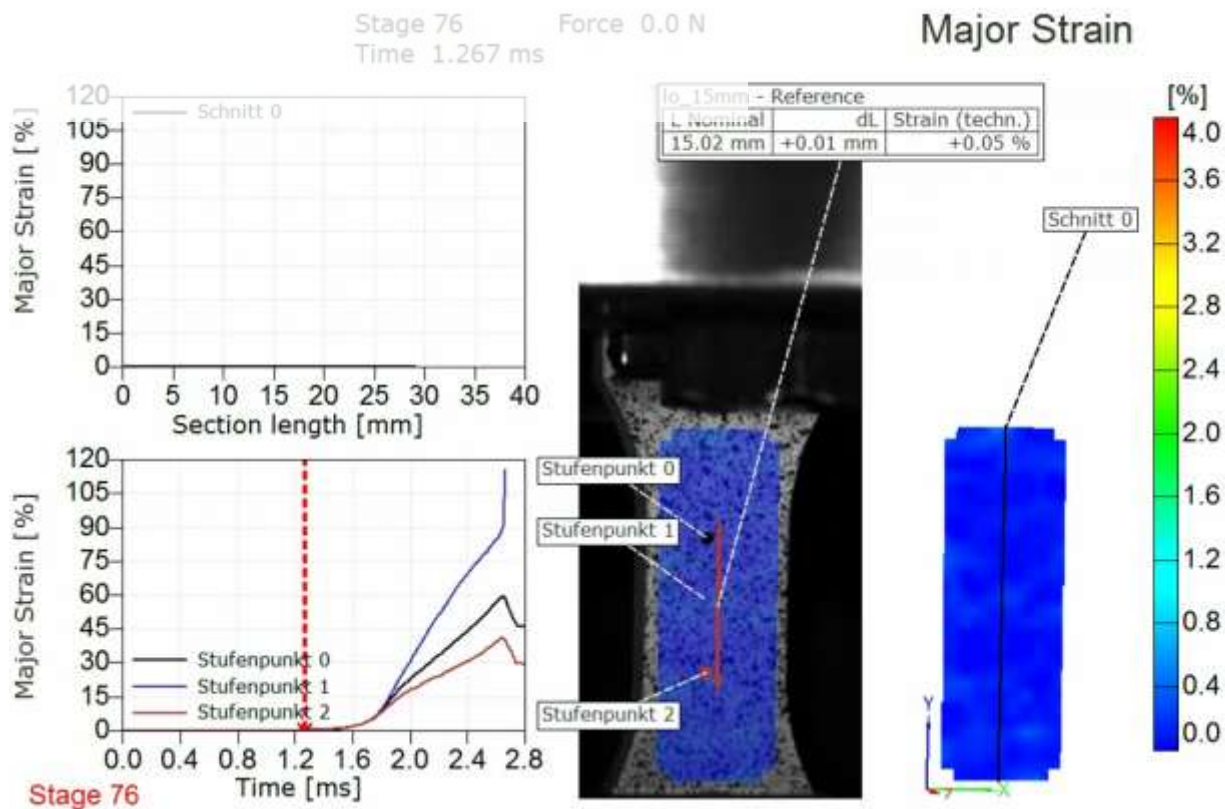 Stage 76 Force 0.0 N
Time 1.267 ms
Major Strain
120
105
90
75
60
45
30
15
0
Major Strain [%]
Schnitt 0
0 5 10 15 20 25 30 35 40
Section length [mm]
120
105
90
75
60
45
30
15
0
Major Strain [%]
Stufenpunkt 0
Stufenpunkt 1
Stufenpunkt 2
0.0 0.4 0.8 1.2 1.6 2.0 2.4 2.8
Time [ms]
Stage 76
lo_15mm - Reference
L Nominal dL Strain (techn.)
15.02 mm +0.01 mm +0.05 %
Stufenpunkt 0
Stufenpunkt 1
Stufenpunkt 2
Schnitt 0
Y
X
[%]
4.0
3.6
3.2
2.8
2.4
2.0
1.6
1.2
0.8
0.4
0.0